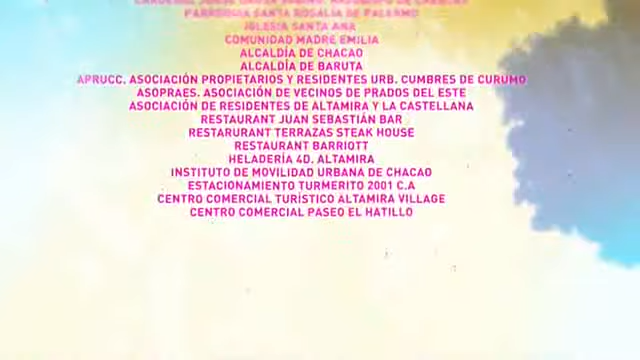 PARROQUIA SANTA ROSALÍA DE PALERMO
IGLESIA SANTA ANA
COMUNIDAD MADRE EMILIA
ALCALDÍA DE CHACAO
ALCALDÍA DE BARUTA
APRUCC. ASOCIACIÓN PROPIETARIOS Y RESIDENTES URB. CUMBRES DE CURUMO
ASOPRAES. ASOCIACIÓN DE VECINOS DE PRADOS DEL ESTE
ASOCIACIÓN DE RESIDENTES DE ALTAMIRA Y LA CASTELLANA
RESTAURANT JUAN SEBASTIÁN BAR
RESTARURANT TERRAZAS STEAK HOUSE
RESTAURANT BARRIOTT
HELADERÍA 4D. ALTAMIRA
INSTITUTO DE MOVILIDAD URBANA DE CHACAO
ESTACIONAMIENTO TURMERITO 2001 C.A
CENTRO COMERCIAL TURÍSTICO ALTAMIRA VILLAGE
CENTRO COMERCIAL PASEO EL HATILLO